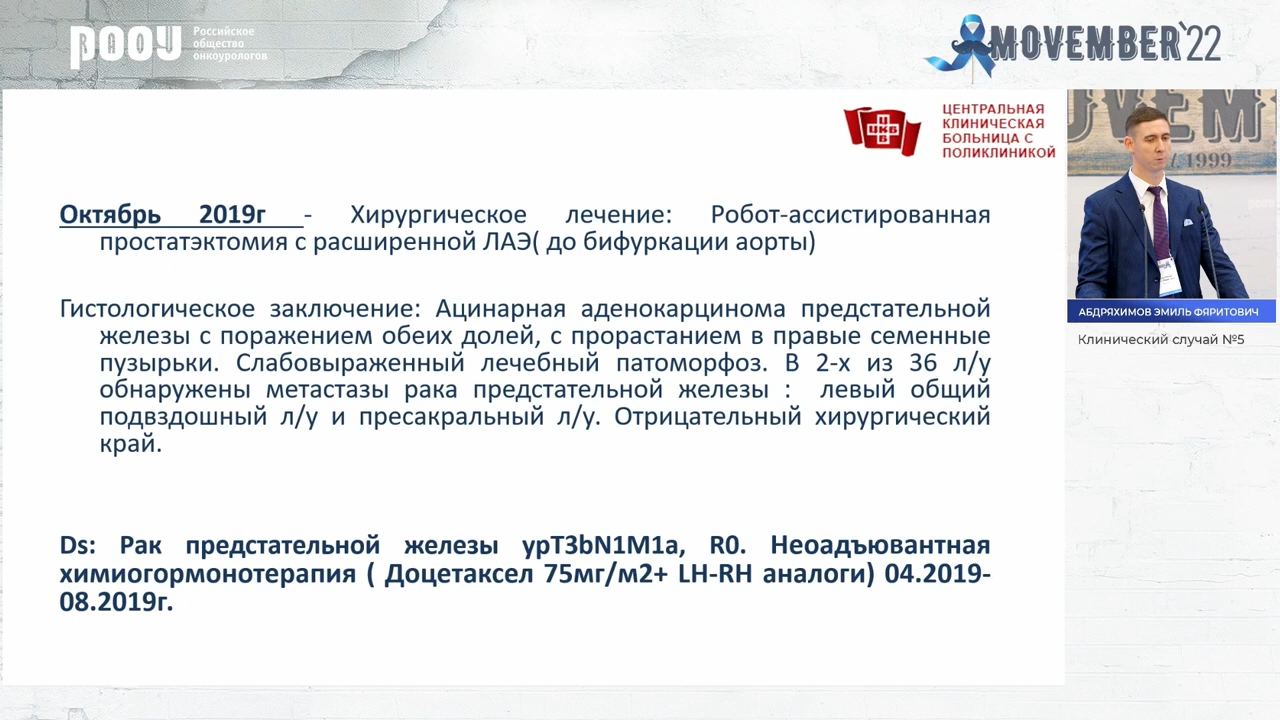 РООУ
Российское
общество
онкоурологов
MOVEMBER'22
ЦЕНТРАЛЬНАЯ
КЛИНИЧЕСКАЯ
БОЛЬНИЦА С
ПОЛИКЛИНИКОЙ
ЦКБ
Октябрь 2019г - Хирургическое лечение: Робот-ассистированная
простатэктомия с расширенной ЛАЭ( до бифуркации аорты)
Гистологическое заключение: Ацинарная аденокарцинома предстательной
железы с поражением обеих долей, с прорастанием в правые семенные
пузырьки. Слабовыраженный лечебный патоморфоз. В 2-х из 36 л/у
обнаружены метастазы рака предстательной железы : левый общий
подвздошный л/у и пресакральный л/у. Отрицательный хирургический
край.
Ds: Рак предстательной железы ypT3bN1M1a, R0. Неоадъювантная
химиогормонотерапия ( Доцетаксел 75мг/м2+ LH-RH аналоги) 04.2019-
08.2019г.
OVEM
1999
АБДРЯХИМОВ ЭМИЛЬ ФЯРИТОВИЧ
Клинический случай №5